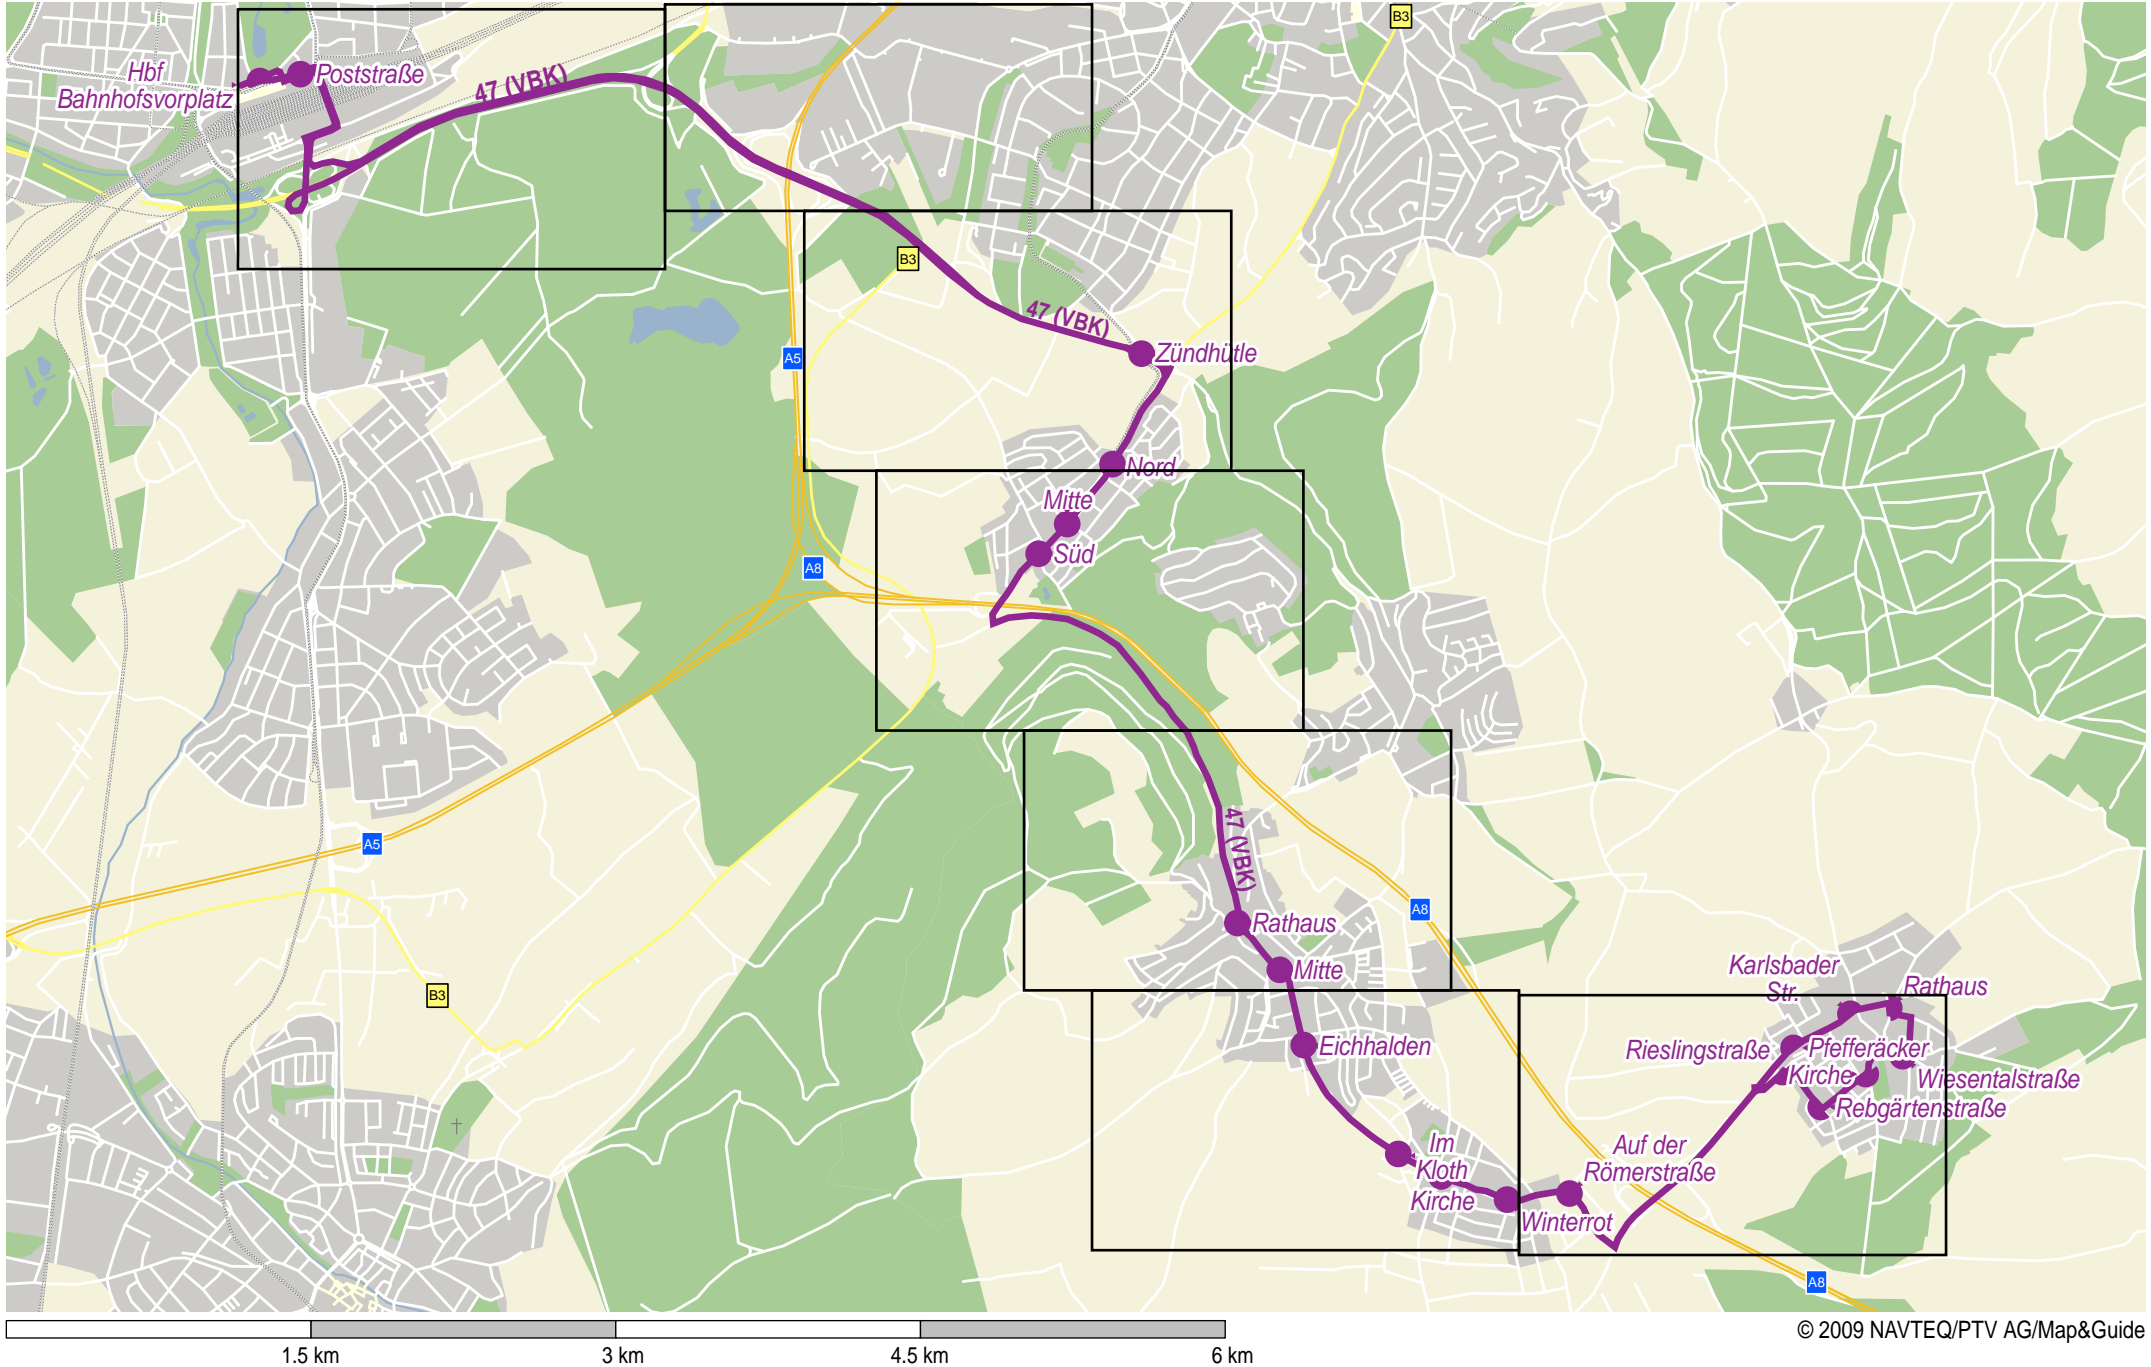 B3
Hbf
Bahnhofsvorplatz
Poststraße
47 (VBK)
B3
47 (VBK)
Zündhütle
A5
Nord
Mitte
Süd
A8
47 (VBK)
A5
Rathaus
A8
Mitte
B3
Karlsbader
Str.
Rathaus
Eichhalden
Rieslingstraße
Pfefferäcker
Kirche
Wiesentalstraße
Rebgärtenstraße
Im
Kloth
Kirche
Auf der
Römerstraße
Winterrot
A8
© 2009 NAVTEQ/PTV AG/Map&Guide
1.5 km
3 km
4.5 km
6 km